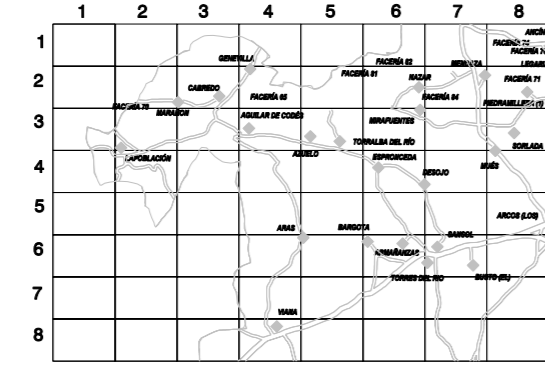 1 2 3 4 5 6 7 8
1
2
3
4
5
6
7
8
GENEVILLA
FACERÍA 82
MENDAZA
FACERÍA 81
NAZAR
FACERÍA 71
CABREDO
FACERÍA 65
FACERÍA 84
PIEDRAMILLERA (1)
MARAÑON
AGUILAR DE CODÉS
MIRAFUENTES
TORRALBA DEL RÍO
SORLADA
AZUELO
LAPOBLACIÓN
ESPRONCEDA
MUÉS
DESOJO
ARCOS (LOS)
ARAS
BARGOTA
SANSOL
ARMAÑANZAS
TORRES DEL RÍO
BUSTO (EL)
VIANA